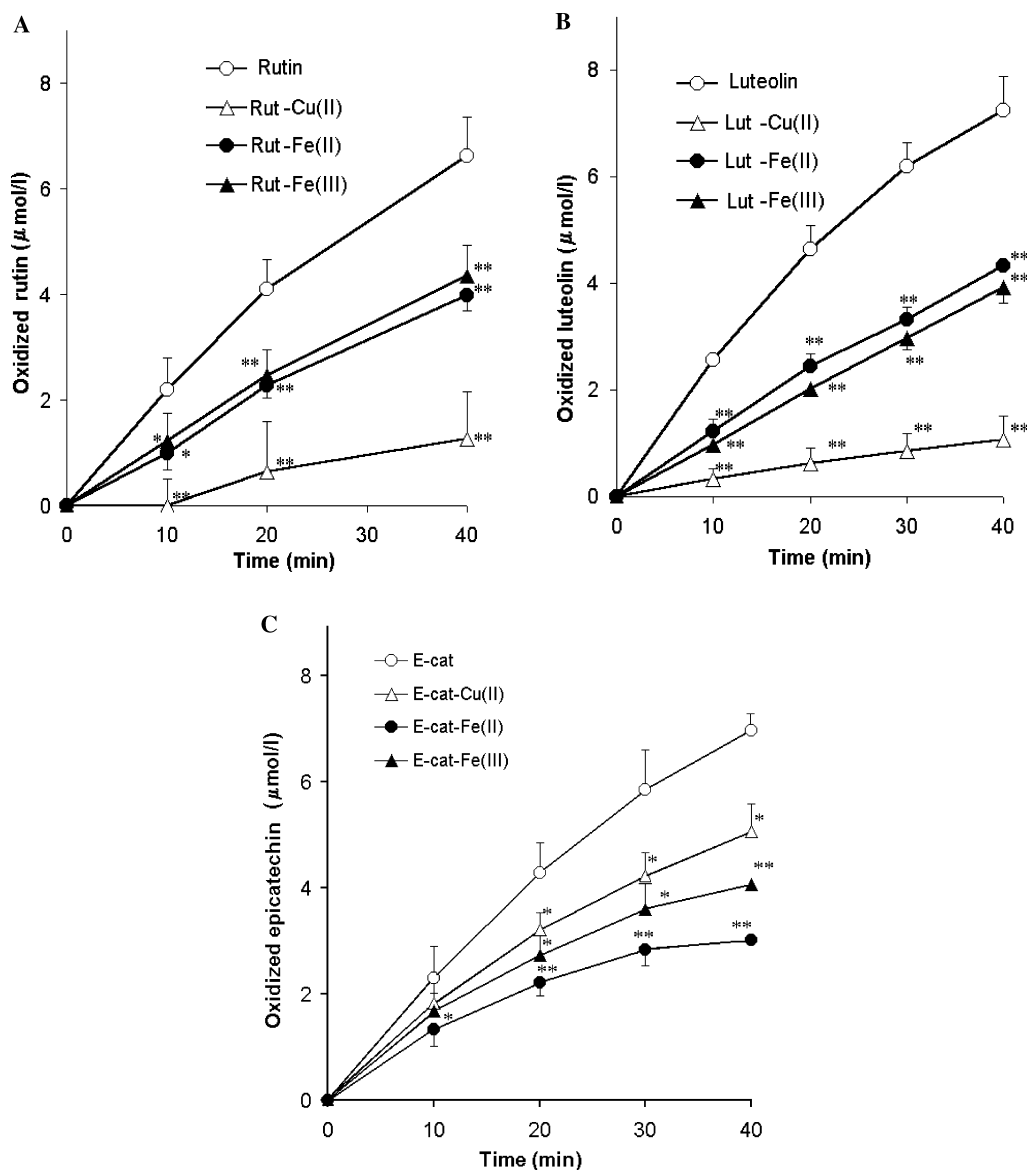 A
Rutin
Rut -Cu(II)
Rut -Fe(II)
Rut -Fe(III)
Oxidized rutin (μ mol/l)
8
6
4
2
0
** 
**
**
**
*
*
**
**
**
0 10 20 30 40
Time (min)
B
Luteolin
Lut -Cu(II)
Lut -Fe(II)
Lut -Fe(III)
Oxidized luteolin (μ mol/l)
8
6
4
2
0
**
**
**
**
**
**
**
**
**
**
**
**
0 10 20 30 40
Time (min)
C
E-cat
E-cat-Cu(II)
E-cat-Fe(II)
E-cat-Fe(III)
Oxidized epicatechin (μ mol/l)
8
6
4
2
0
*
*
**
*
*
*
**
**
**
*
0 10 20 30 40
Time (min)